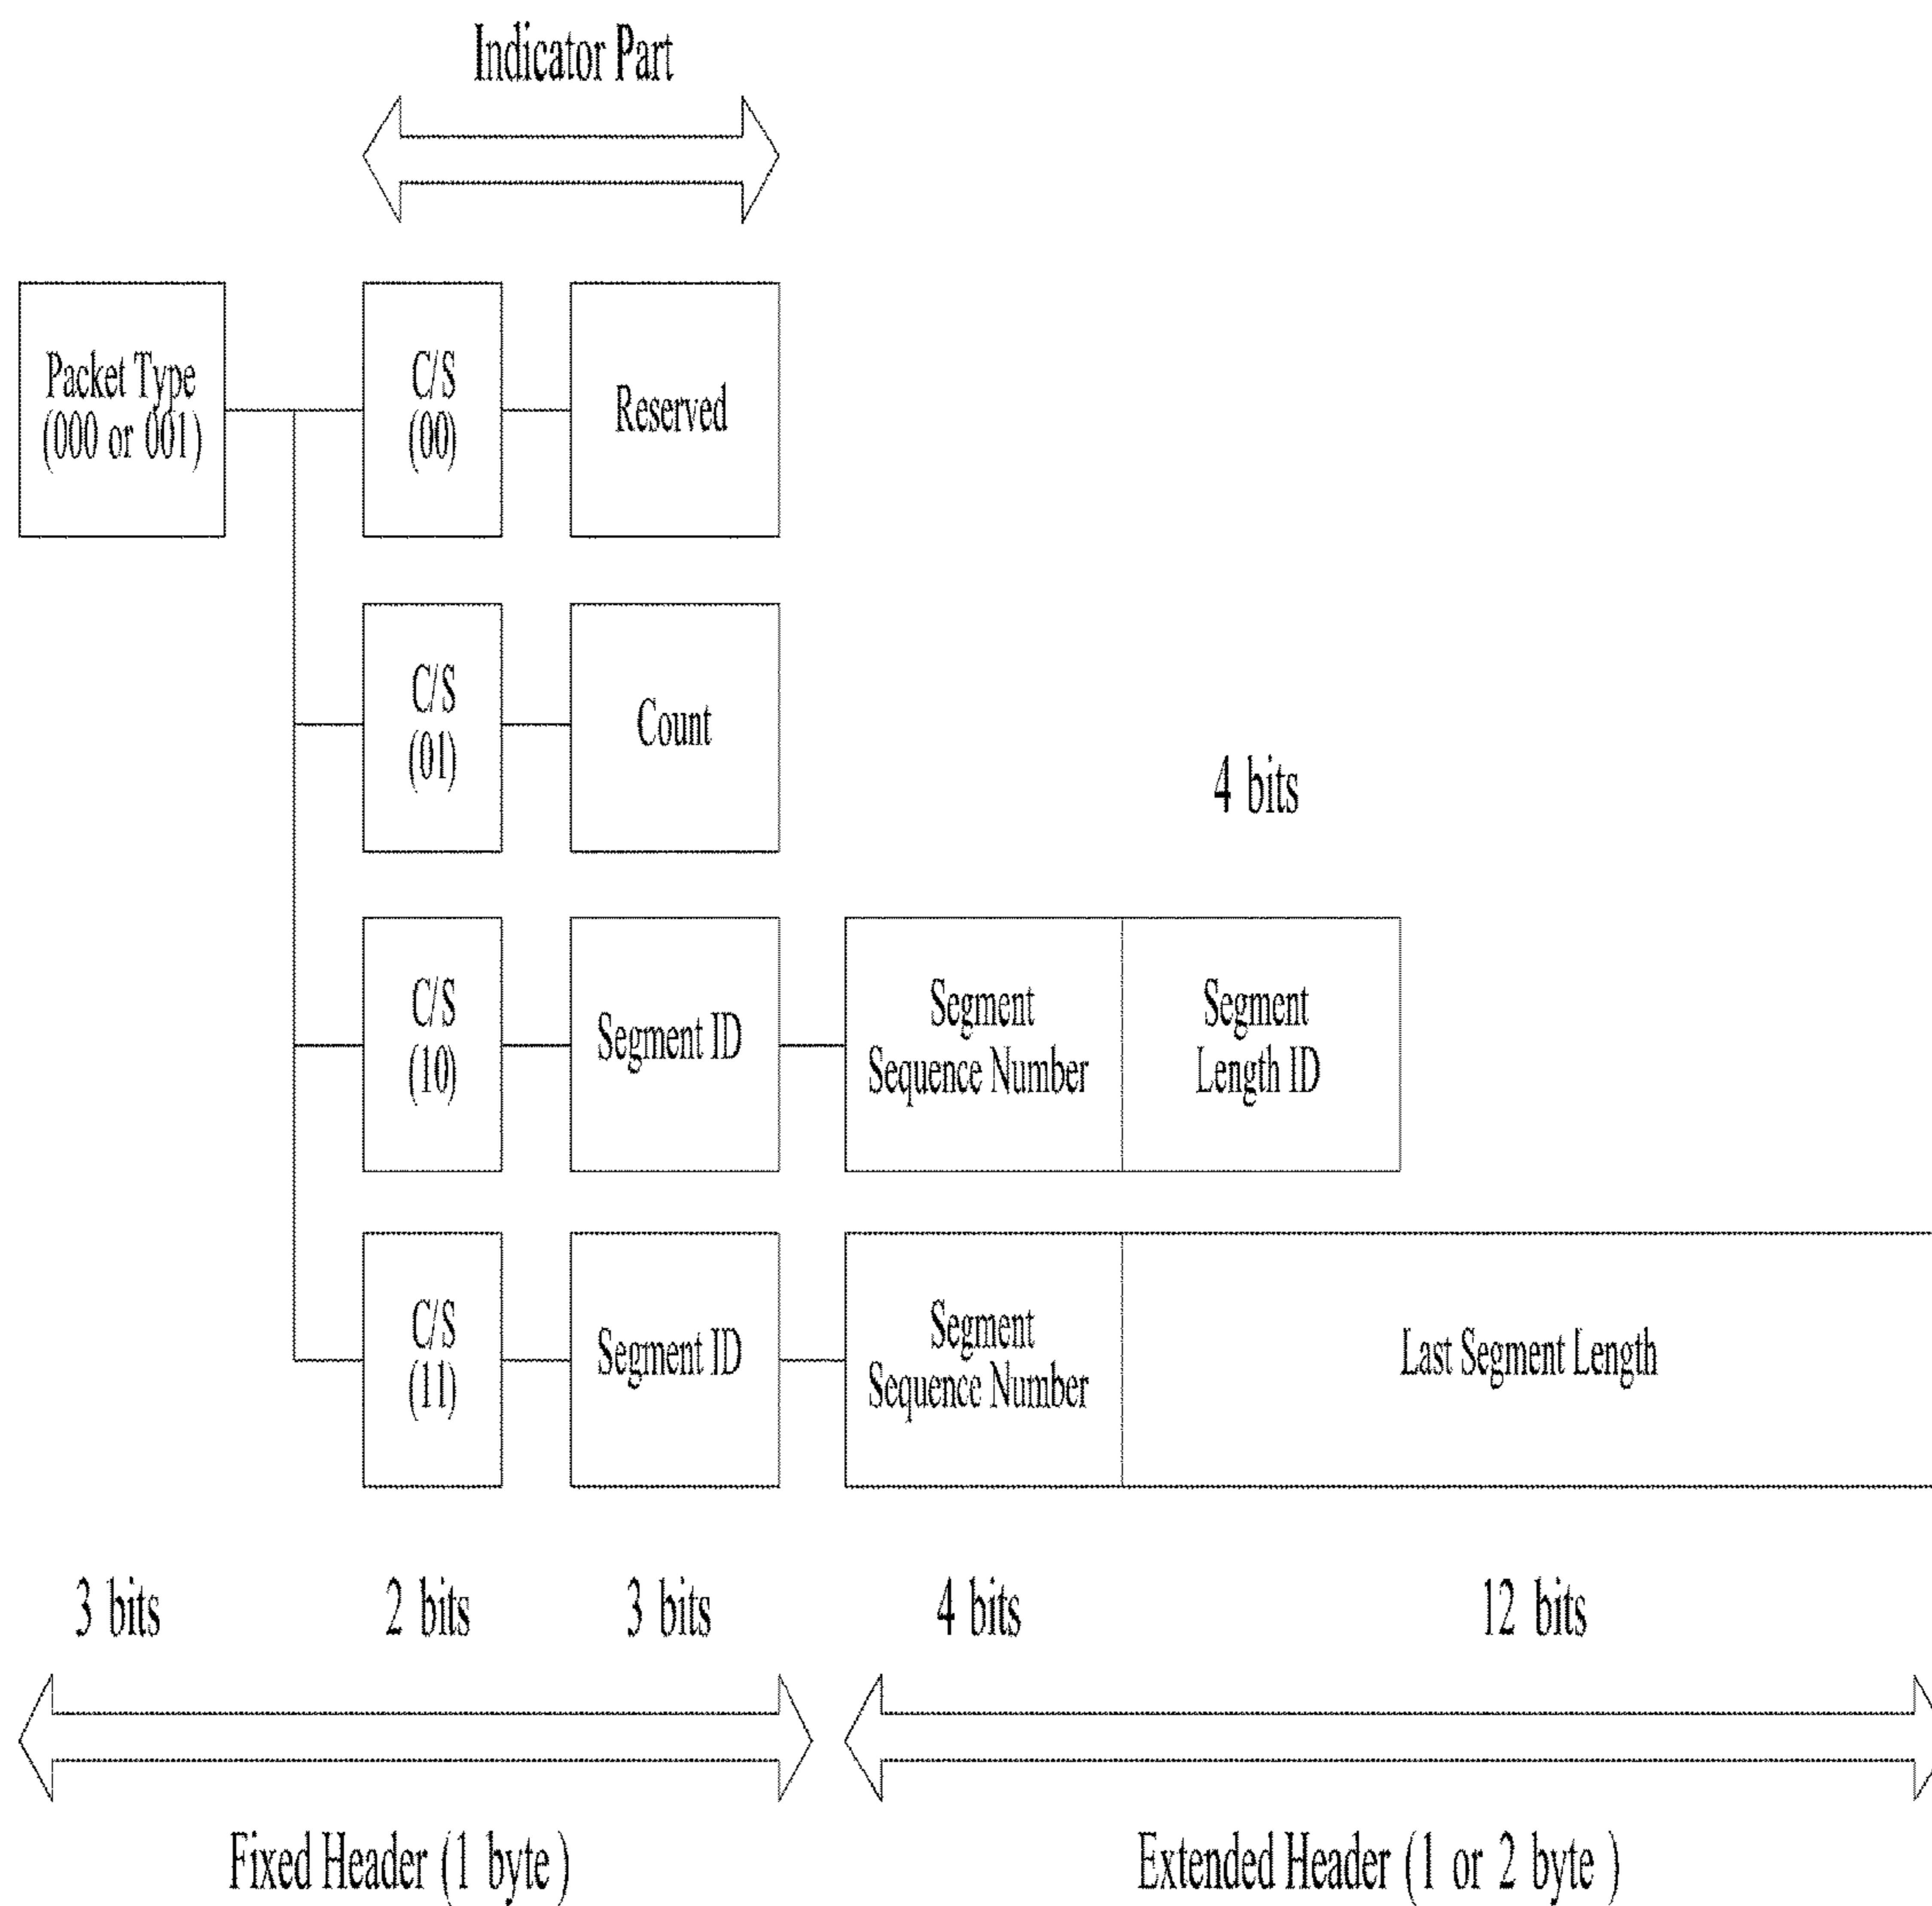 Indicator Part
Packet Type
(000 or 001)
C/S
(00)
Reserved
C/S
(01)
Count
4 bits
C/S
(10)
Segment ID
Segment
Sequence Number
Segment
Length ID
C/S
(11)
Segment ID
Segment
Sequence Number
Last Segment Length
3 bits
2 bits
3 bits
4 bits
12 bits
Fixed Header (1 byte )
Extended Header (1 or 2 byte )